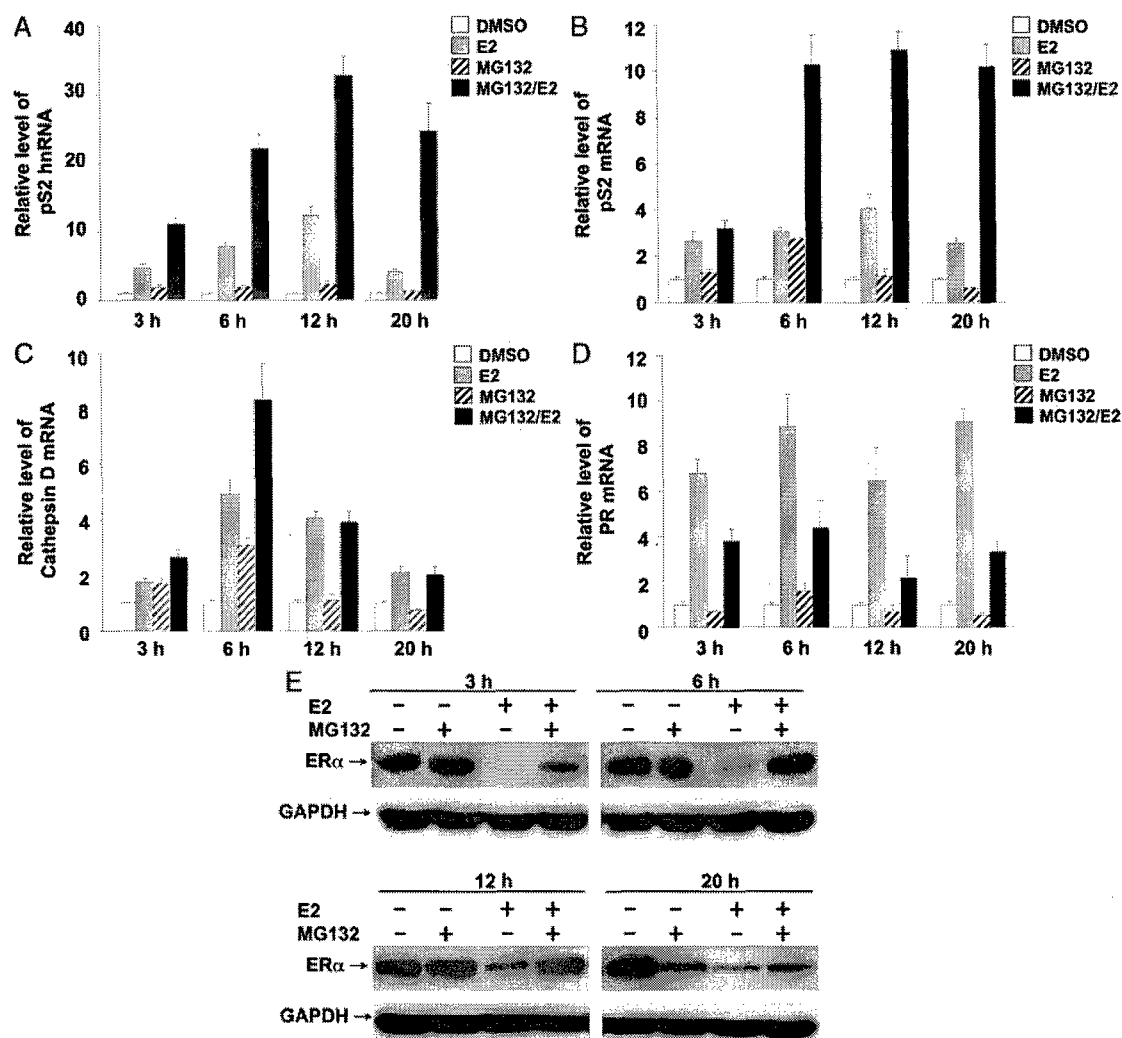 A
Relative level of
pS2 hnRNA
40
30
20
10
0
3 h 6 h 12 h 20 h
DMSO
E2
MG132
MG132/E2
B
Relative level of
pS2 mRNA
12
10
8
6
4
2
0
3 h 6 h 12 h 20 h
DMSO
E2
MG132
MG132/E2
C
Relative level of
Cathepsin D mRNA
10
8
6
4
2
0
3 h 6 h 12 h 20 h
DMSO
E2
MG132
MG132/E2
D
Relative level of
PR mRNA
12
10
8
6
4
2
0
3 h 6 h 12 h 20 h
DMSO
E2
MG132
MG132/E2
E
3 h 6 h
E2 − − + + − − + +
MG132 − + − + − + − +
ERα→
GAPDH→
12 h 20 h
E2 − − + + − − + +
MG132 − + − + − + − +
ERα→
GAPDH→